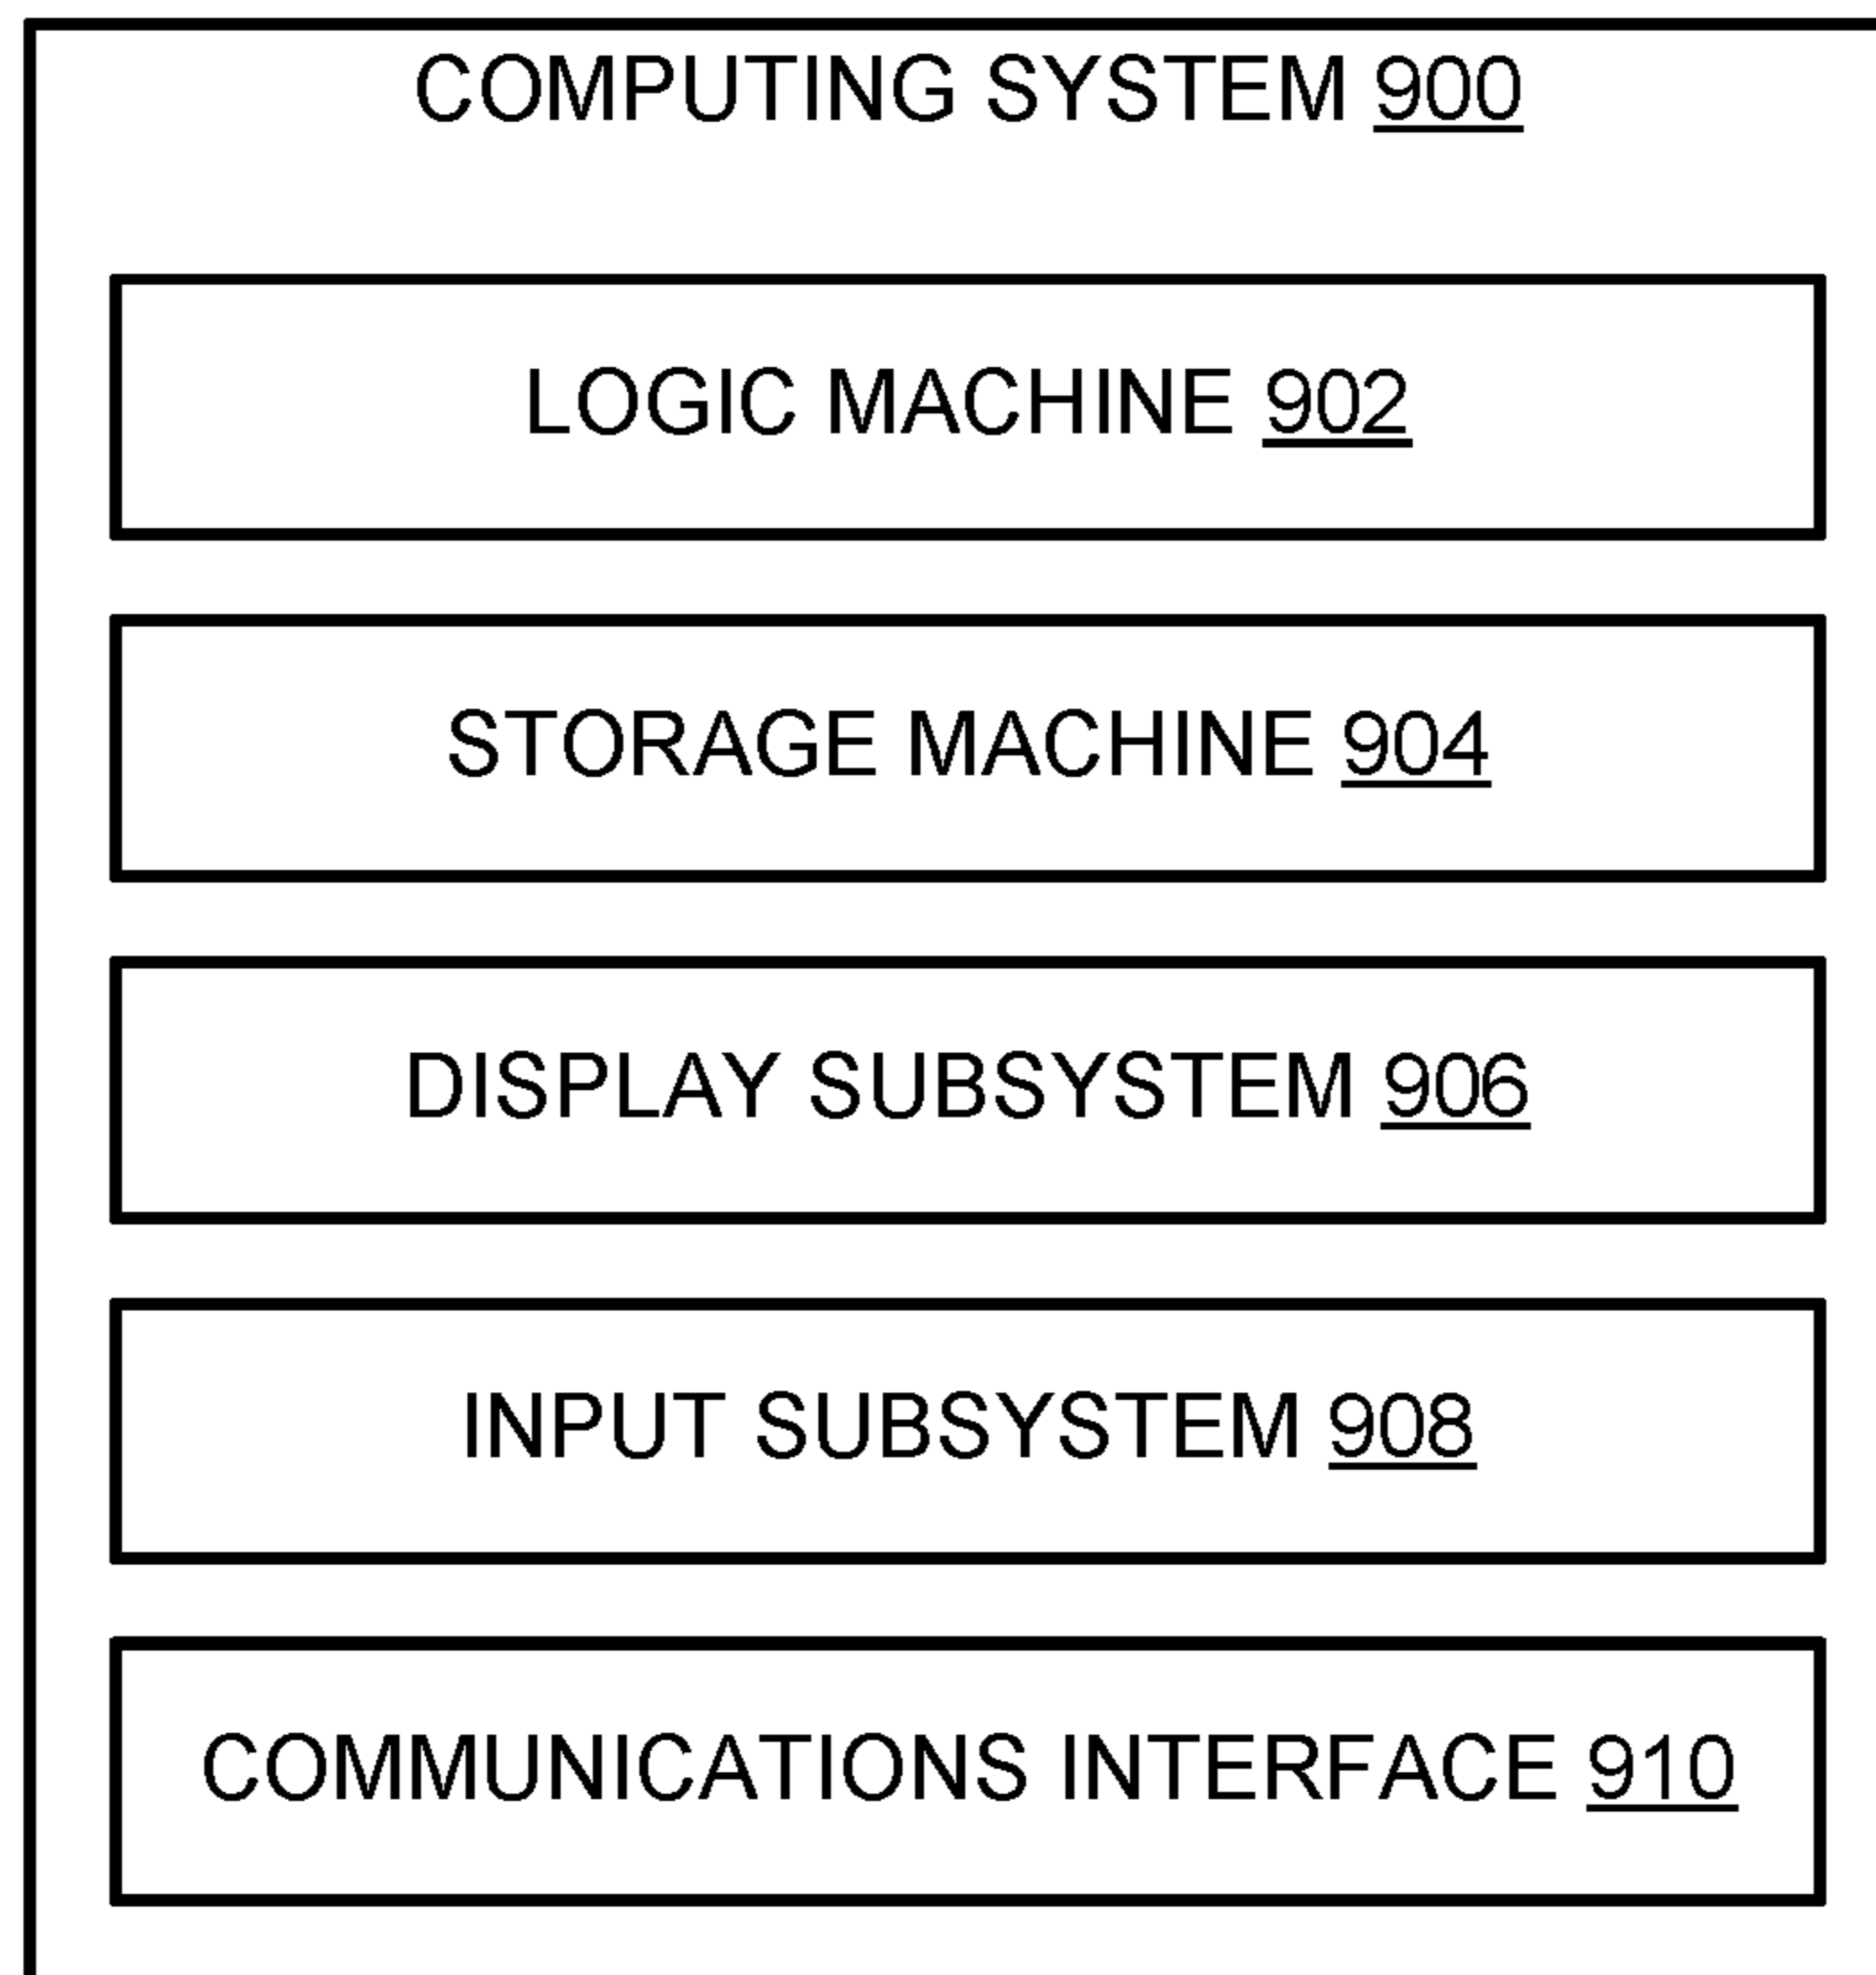 COMPUTING SYSTEM 900
LOGIC MACHINE 902
STORAGE MACHINE 904
DISPLAY SUBSYSTEM 906
INPUT SUBSYSTEM 908
COMMUNICATIONS INTERFACE 910